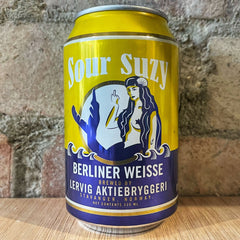 Sour Suzy
BERLINER WEISSE
BREWED BY
LERVIG AKTIEBRYGGERI
STAVANGER, NORWAY
NET CONTENTS 330 ML